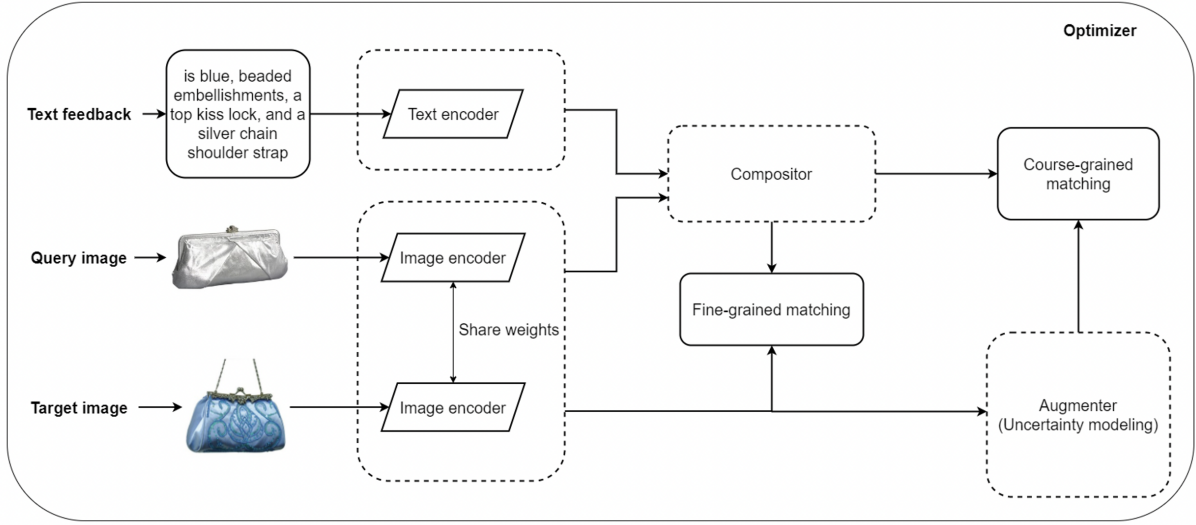 Optimizer
Text feedback
is blue, beaded
embellishments, a
top kiss lock, and a
silver chain
shoulder strap
Text encoder
Compositor
Course-grained
matching
Query image
Image encoder
Share weights
Fine-grained matching
Target image
Image encoder
Augmenter
(Uncertainty modeling)